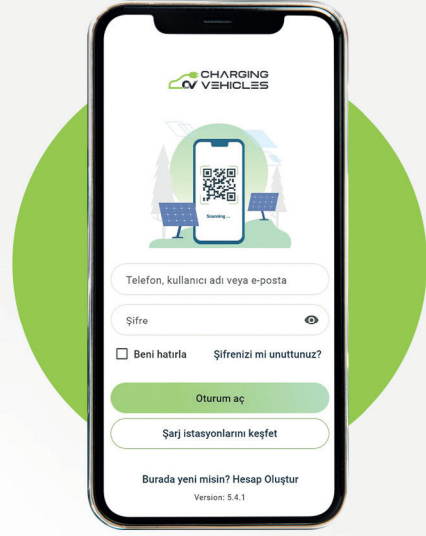 CHARGING
CV VEHICLES
Scanning ...
Telefon, kullanıcı adı veya e-posta
Şifre
Beni hatırla Şifrenizi mi unuttunuz?
Oturum aç
Şarj istasyonlarını keşfet
Burada yeni misin? Hesap Oluştur
Version: 5.4.1